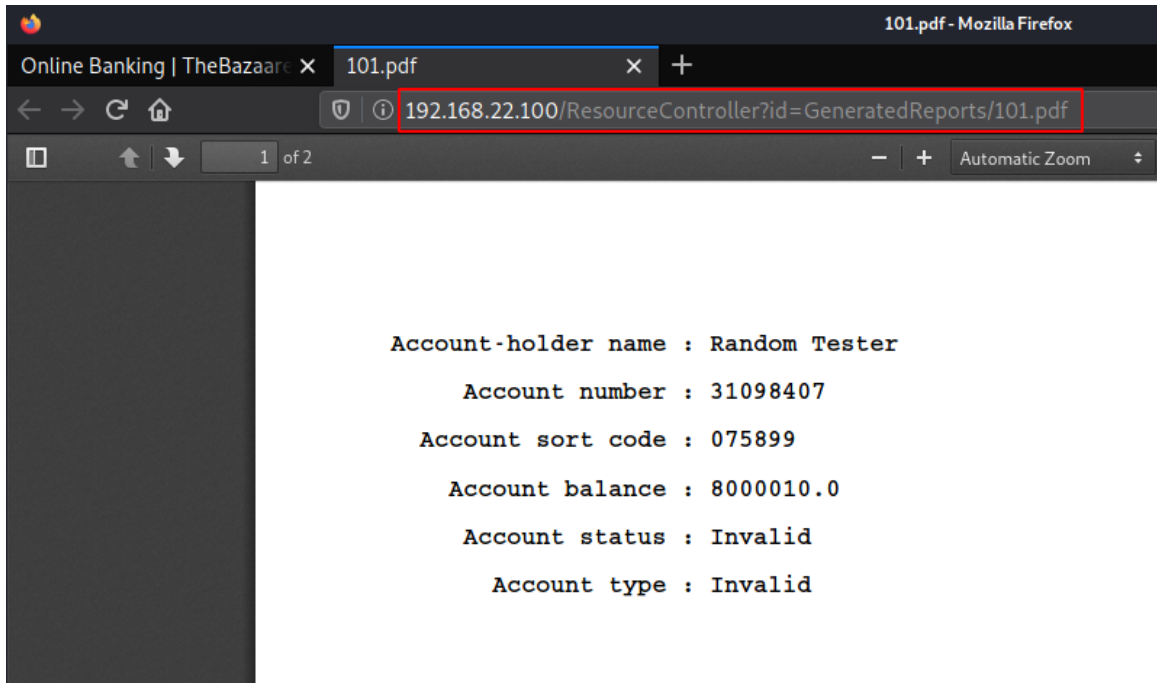 101.pdf - Mozilla Firefox
Online Banking | TheBazaare
101.pdf
192.168.22.100/ResourceController?id=GeneratedReports/101.pdf
1 of 2
Automatic Zoom
Account-holder name : Random Tester
Account number : 31098407
Account sort code : 075899
Account balance : 8000010.0
Account status : Invalid
Account type : Invalid